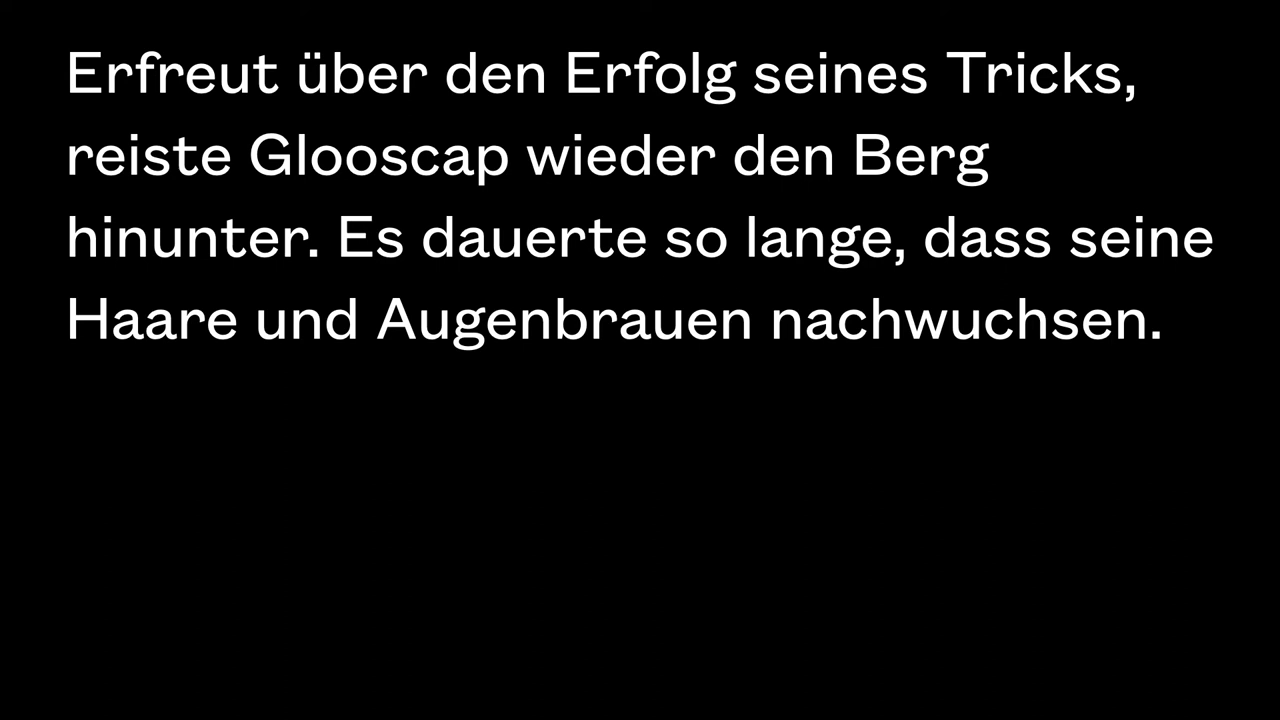 Erfreut über den Erfolg seines Tricks,
reiste Glooscap wieder den Berg
hinunter. Es dauerte so lange, dass seine
Haare und Augenbrauen nachwuchsen.